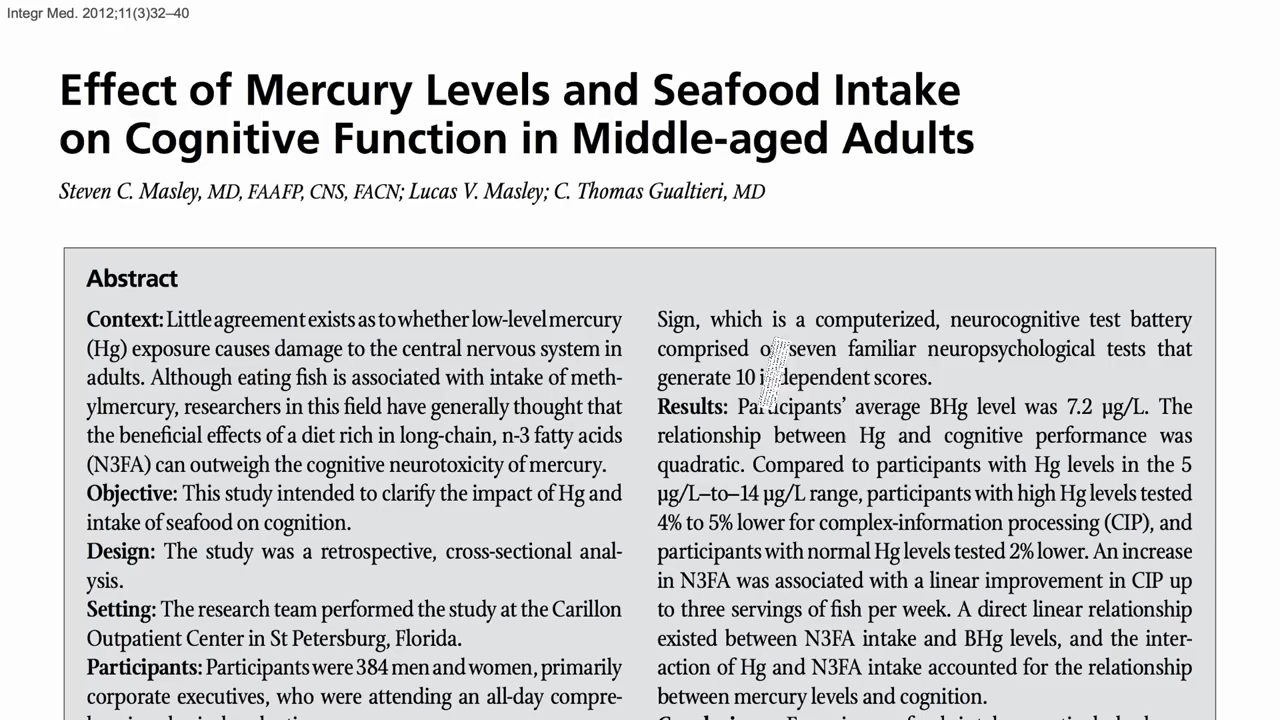 Integr Med. 2012;11(3)32–40
Effect of Mercury Levels and Seafood Intake
on Cognitive Function in Middle-aged Adults
Steven C. Masley, MD, FAAFP, CNS, FACN; Lucas V. Masley; C. Thomas Gualtieri, MD
Abstract
Context: Little agreement exists as to whether low-level mercury
(Hg) exposure causes damage to the central nervous system in
adults. Although eating fish is associated with intake of meth-
ylmercury, researchers in this field have generally thought that
the beneficial effects of a diet rich in long-chain, n-3 fatty acids
(N3FA) can outweigh the cognitive neurotoxicity of mercury.
Objective: This study intended to clarify the impact of Hg and
intake of seafood on cognition.
Design: The study was a retrospective, cross-sectional anal-
ysis.
Setting: The research team performed the study at the Carillon
Outpatient Center in St Petersburg, Florida.
Participants: Participants were 384 men and women, primarily
corporate executives, who were attending an all-day compre-
Sign, which is a computerized, neurocognitive test battery
comprised of seven familiar neuropsychological tests that
generate 10 independent scores.
Results: Participants' average BHg level was 7.2 µg/L. The
relationship between Hg and cognitive performance was
quadratic. Compared to participants with Hg levels in the 5
µg/L–to–14 µg/L range, participants with high Hg levels tested
4% to 5% lower for complex-information processing (CIP), and
participants with normal Hg levels tested 2% lower. An increase
in N3FA was associated with a linear improvement in CIP up
to three servings of fish per week. A direct linear relationship
existed between N3FA intake and BHg levels, and the inter-
action of Hg and N3FA intake accounted for the relationship
between mercury levels and cognition.